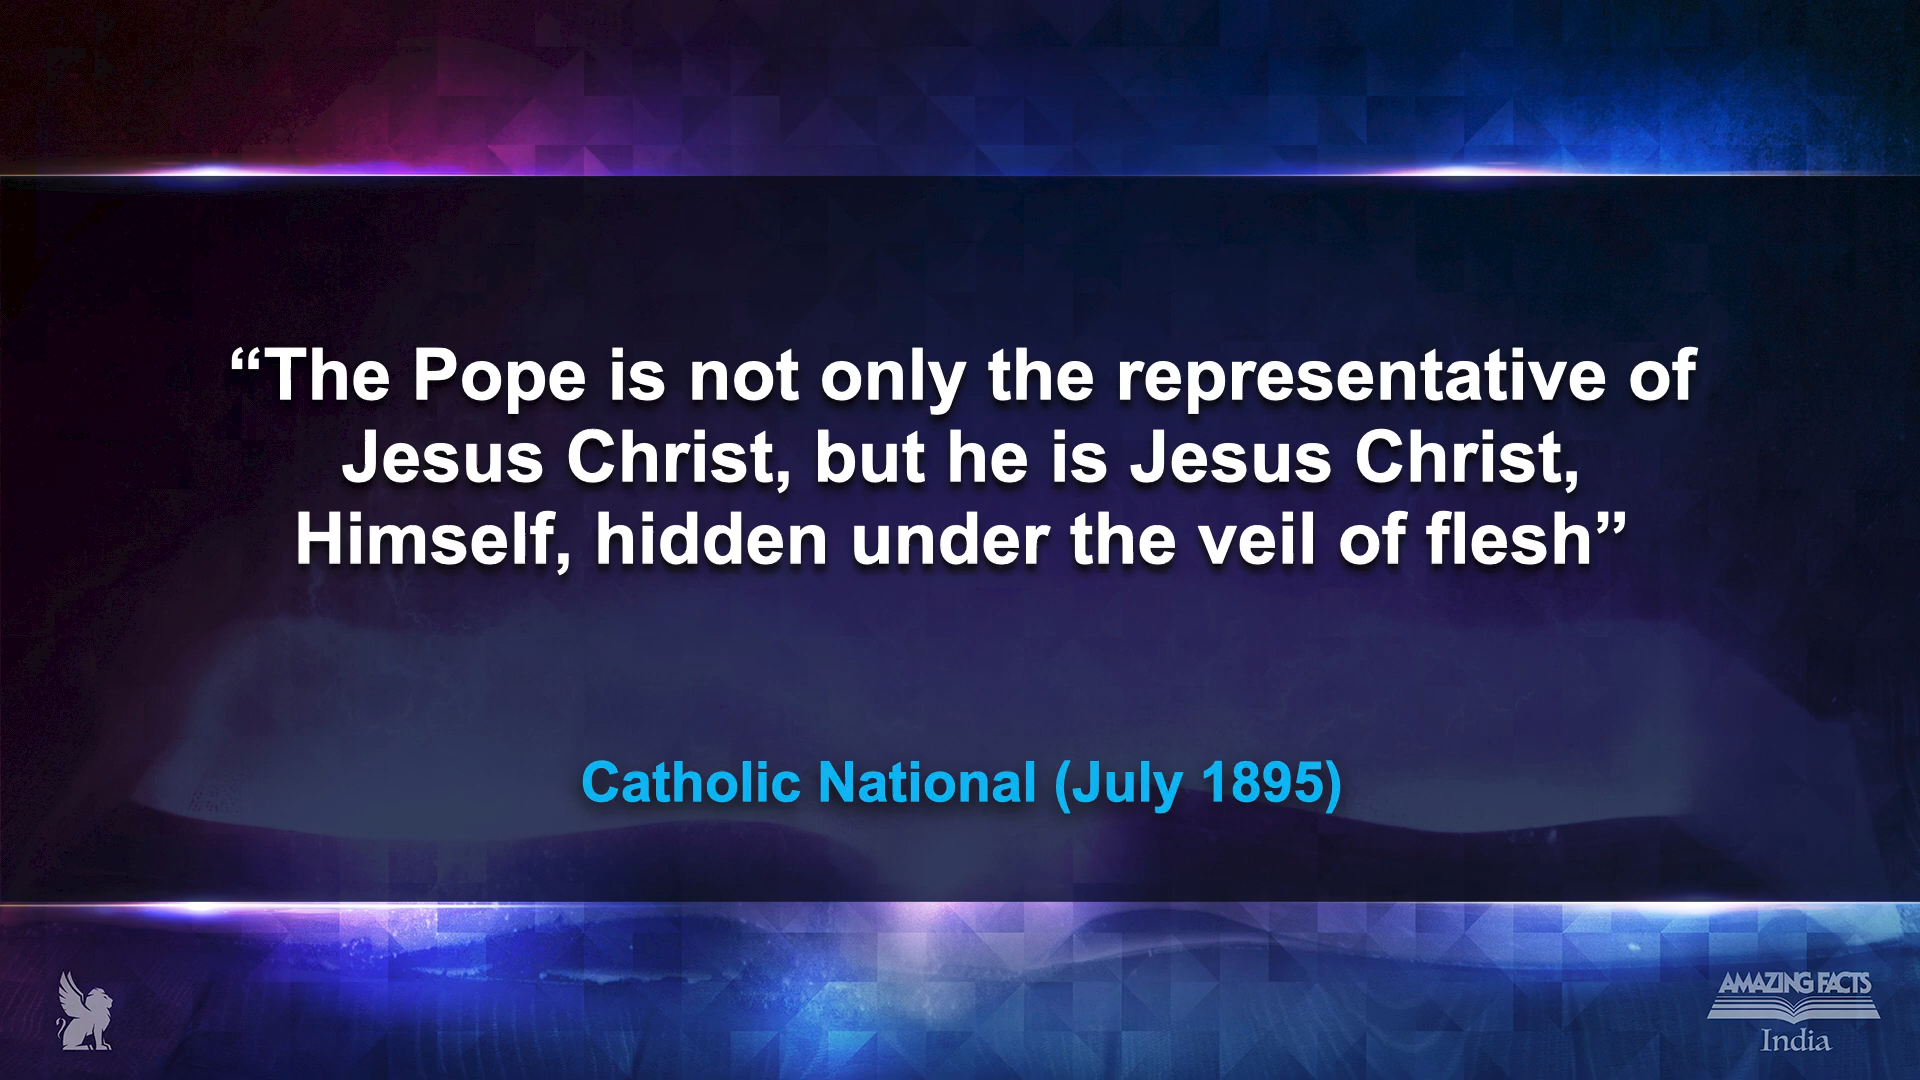 “The Pope is not only the representative of
Jesus Christ, but he is Jesus Christ,
Himself, hidden under the veil of flesh”
Catholic National (July 1895)
AMAZING FACTS
India